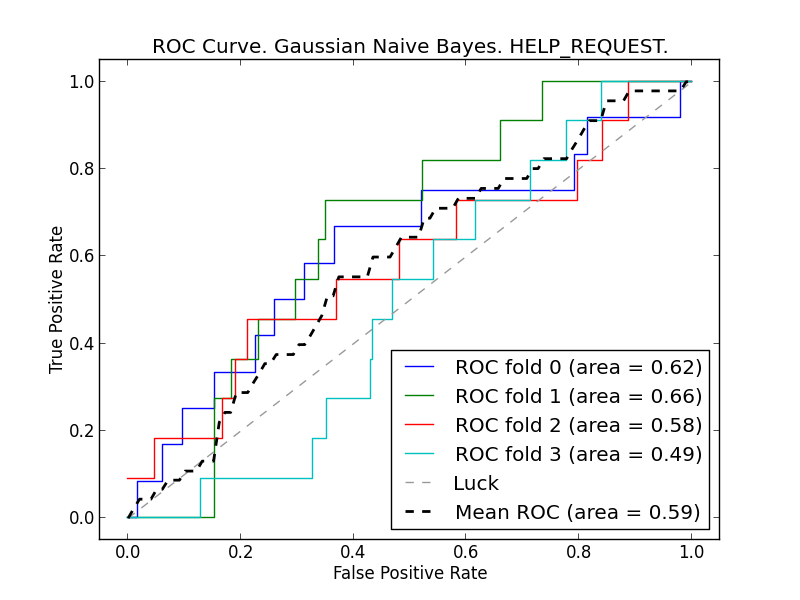 ROC Curve. Gaussian Naive Bayes. HELP_REQUEST.
True Positive Rate
1.0
0.8
0.6
0.4
0.2
0.0
ROC fold 0 (area = 0.62)
ROC fold 1 (area = 0.66)
ROC fold 2 (area = 0.58)
ROC fold 3 (area = 0.49)
Luck
Mean ROC (area = 0.59)
0.0 0.2 0.4 0.6 0.8 1.0
False Positive Rate